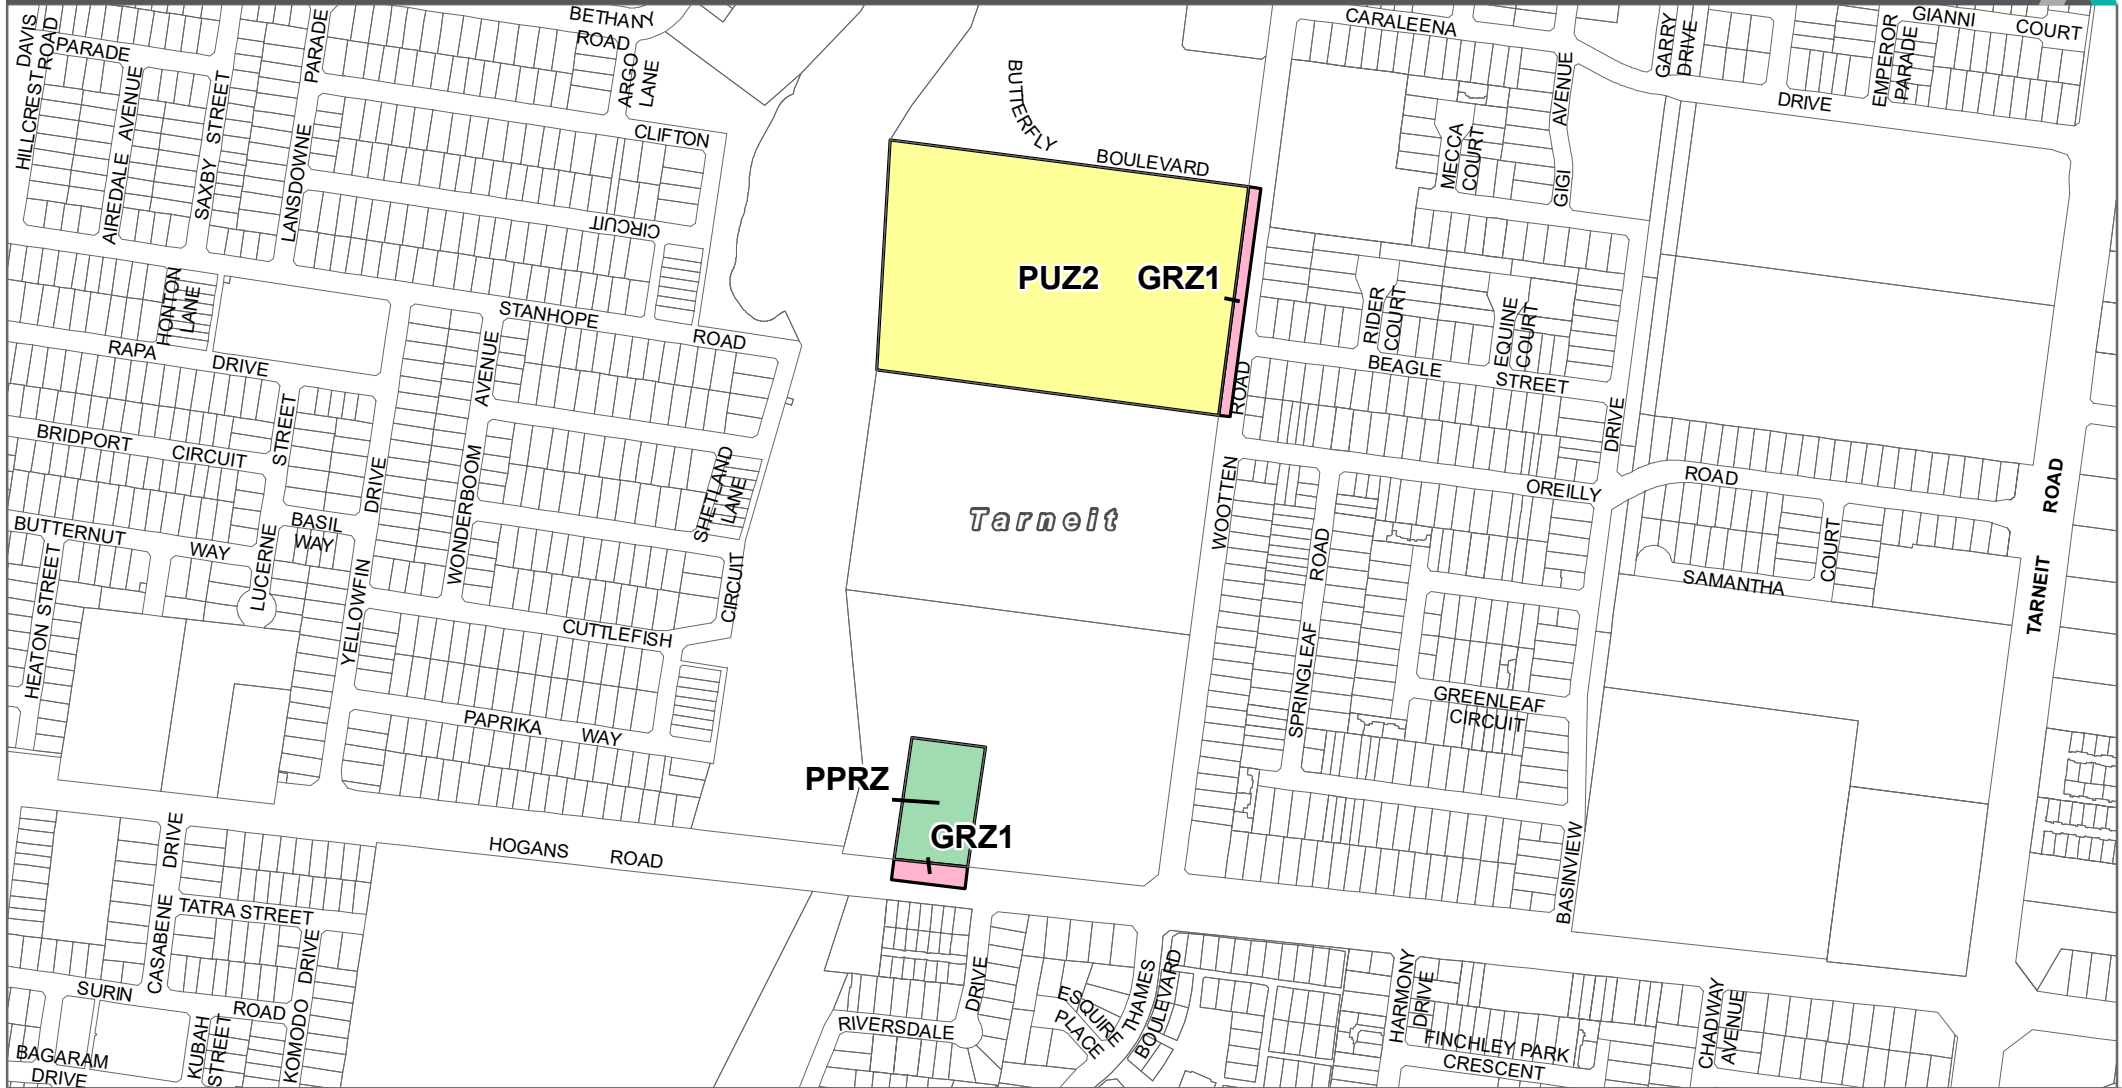 DAVIS
ROAD
PARADE
HILLCREST
AIREDALE AVENUE
SAXBY STREET
PARADE
LANSDOWNE
BETHANY
ROAD
ARGO
LANE
CLIFTON
CIRCUIT
BUTTERFLY
BOULEVARD
CARALEENA
AVENUE
GIGI
MECCA
COURT
GARRY
DRIVE
DRIVE
EMPEROR
PARADE
GIANNI
COURT
PUZ2
GRZ1
HONTON
LANE
STANHOPE
ROAD
RAPA
DRIVE
AVENUE
WONDERBOOM
RIDER
COURT
EQUINE
COURT
BEAGLE
STREET
ROAD
WOOTTEN
DRIVE
BASINVIEW
BRIDPORT
CIRCUIT
STREET
LUCERNE
DRIVE
YELLOWFIN
SHETLAND
LANE
OREILLY
ROAD
ROAD
TARNEIT
Tarneit
BUTTERNUT
WAY
BASIL
WAY
HEATON STREET
CUTTLEFISH
CIRCUIT
ROAD
SPRINGLEAF
SAMANTHA
COURT
GREENLEAF
CIRCUIT
PAPRIKA
WAY
PPRZ
GRZ1
HOGANS
ROAD
DRIVE
CASABENE
TATRA STREET
DRIVE
KOMODO
SURIN
ROAD
KUBAH
STREET
BAGARAM
DRIVE
RIVERSDALE
DRIVE
ESQUIRE
PLACE
THAMES
BOULEVARD
HARMONY
DRIVE
FINCHLEY PARK
CRESCENT
CHADWAY
AVENUE